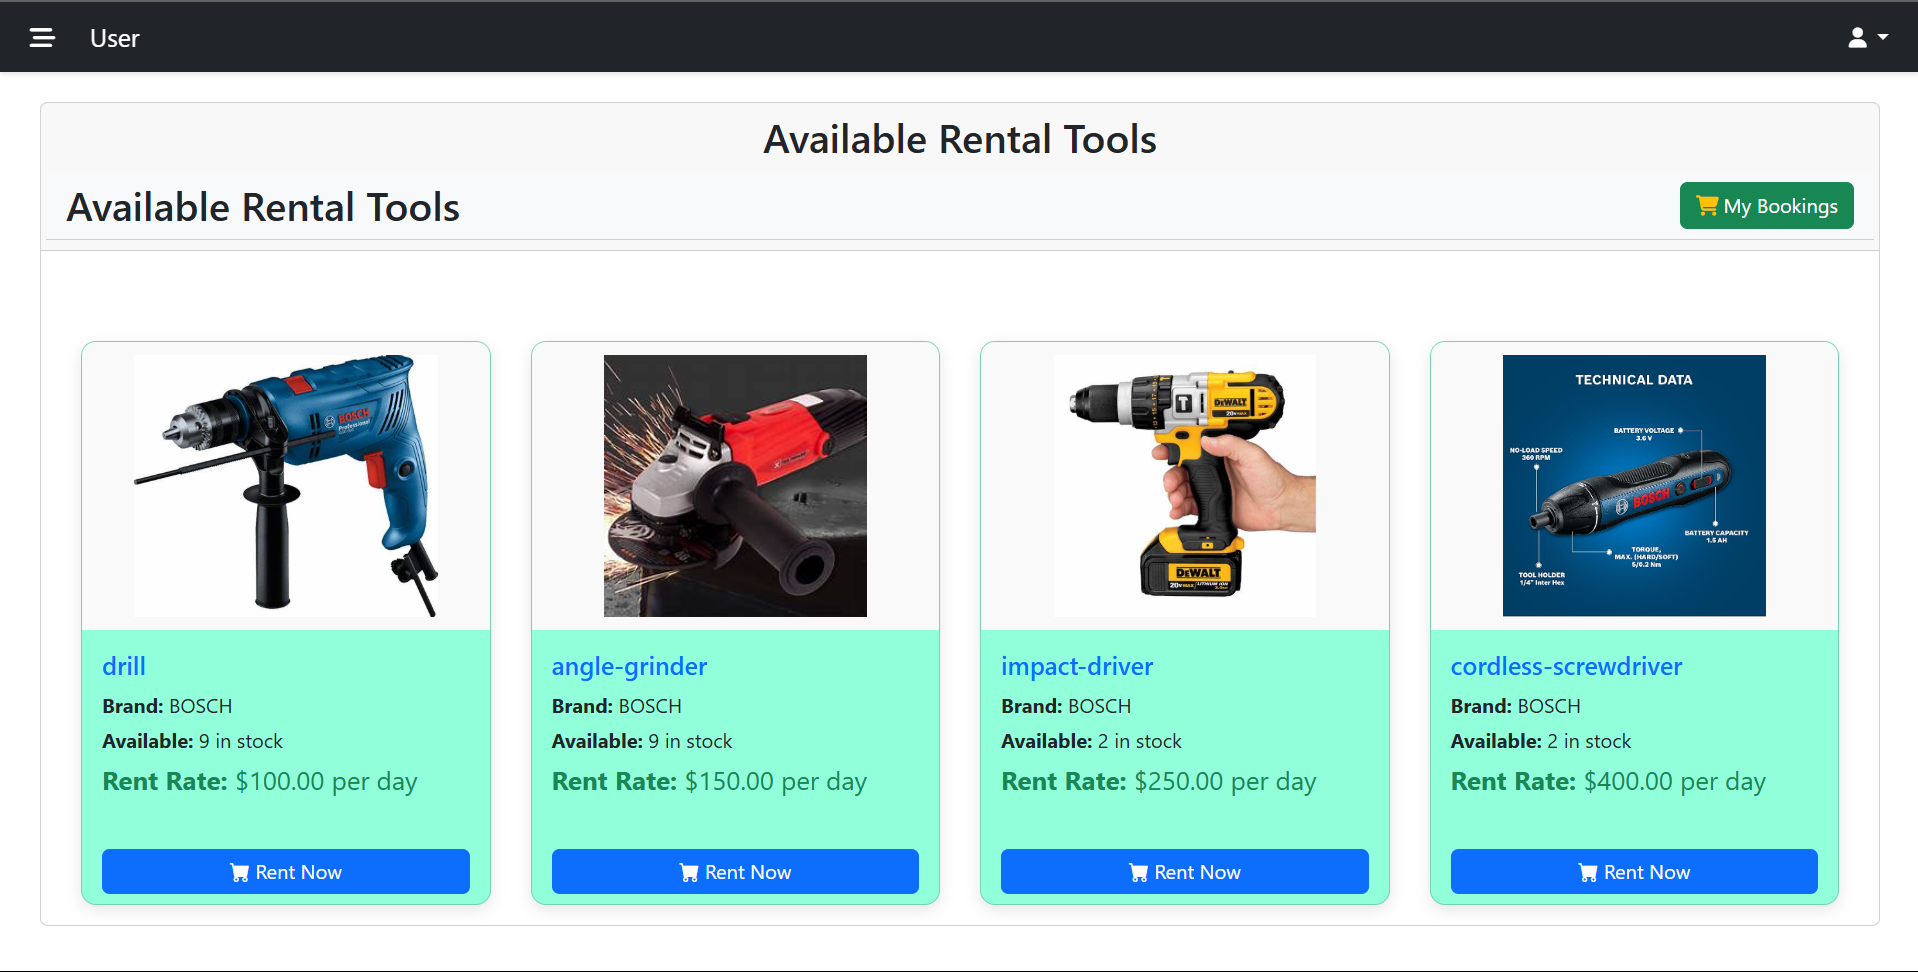 User
Available Rental Tools
Available Rental Tools
My Bookings
BOSCH
Professional
DEWALT
20V MAX
DEWALT
20V MAX LITHIUM ION
TECHNICAL DATA
BATTERY VOLTAGE
3.6 V
NO-LOAD SPEED
360 RPM
BOSCH
BATTERY CAPACITY
1.5 AH
TORQUE,
MAX. (HARD/SOFT)
5/0.2 Nm
TOOL HOLDER
1/4" Inter Hex
drill
Brand: BOSCH
Available: 9 in stock
Rent Rate: $100.00 per day
Rent Now
angle-grinder
Brand: BOSCH
Available: 9 in stock
Rent Rate: $150.00 per day
Rent Now
impact-driver
Brand: BOSCH
Available: 2 in stock
Rent Rate: $250.00 per day
Rent Now
cordless-screwdriver
Brand: BOSCH
Available: 2 in stock
Rent Rate: $400.00 per day
Rent Now